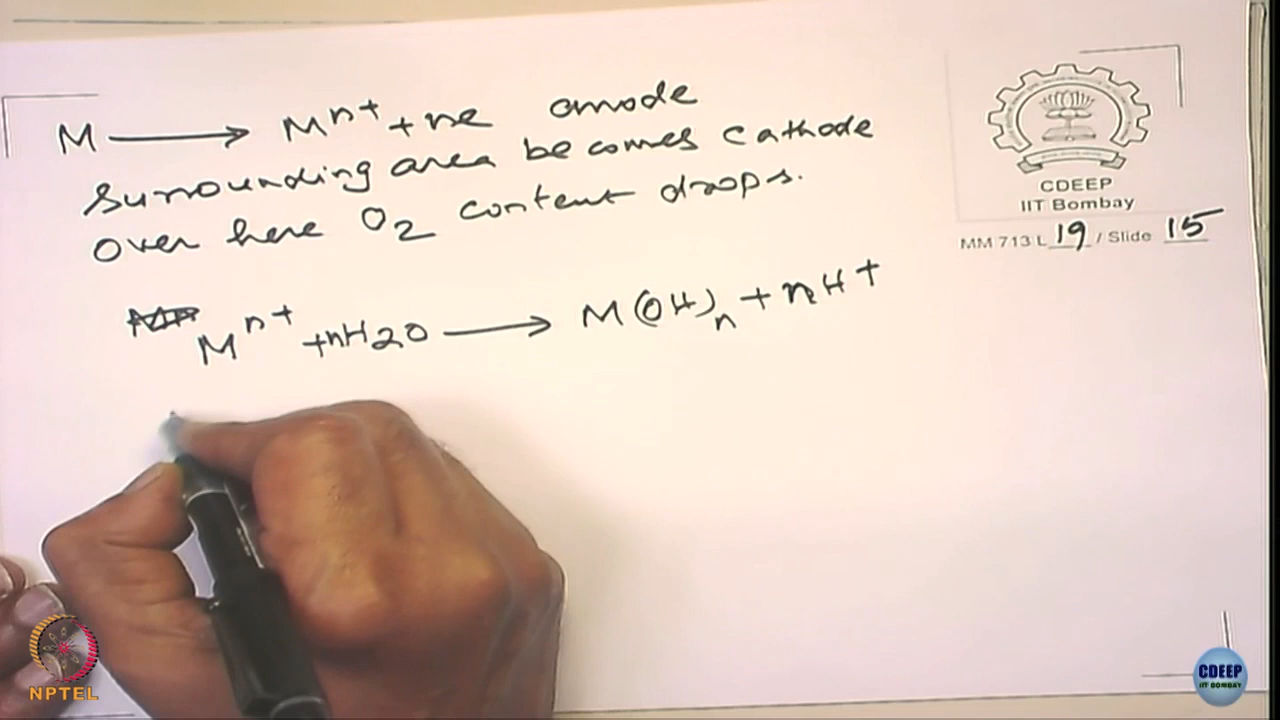 M ⟶ Mⁿ⁺ + ne anode
Surrounding area becomes cathode
over here O₂ content drops.
Mⁿ⁺ + nH₂O ⟶ M(OH)ₙ + nH⁺
CDEEP
IIT Bombay
MM 713 L 19 / Slide 15
NPTEL
CDEEP
IIT BOMBAY